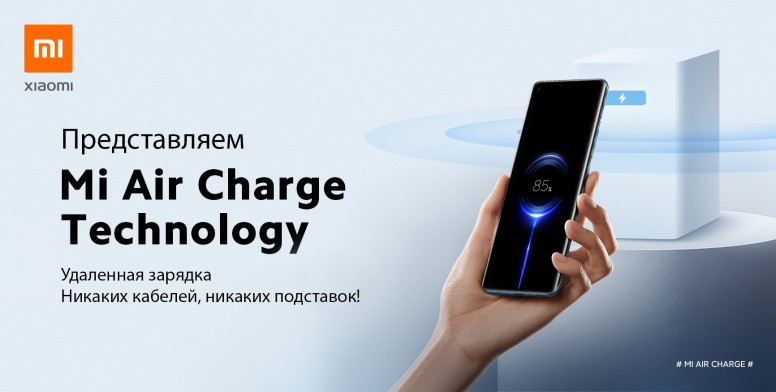 mi
xiaomi
Представляем
Mi Air Charge
Technology
Удаленная зарядка
Никаких кабелей, никаких подставок!
85%
# MI AIR CHARGE #